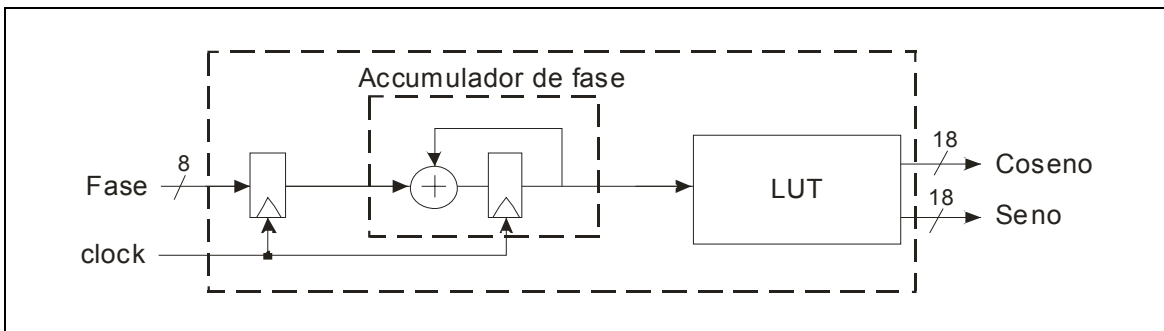 Accumulador de fase
8
Fase
clock
LUT
18
Coseno
18
Seno